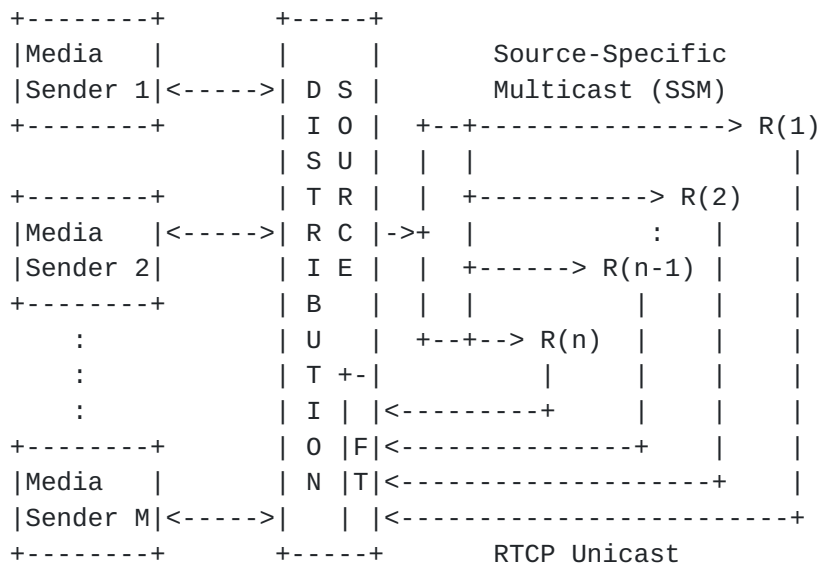 +--------+       +-----+
|Media   |       |     |       Source-Specific
|Sender 1|<----->| D S |       Multicast (SSM)
+--------+       | I O |  +--+----------------> R(1)
                 | S U |  |  |                    |
+--------+       | T R |  |  +-----------> R(2)   |
|Media   |<----->| R C |->+  |           :   |    |
|Sender 2|       | I E |  |  +------> R(n-1) |    |
+--------+       | B   |  |  |          |    |    |
    :            | U   |  +--+--> R(n)  |    |    |
    :            | T +-|          |     |    |    |
    :            | I | |<---------+     |    |    |
+--------+       | O |F|<---------------+    |    |
|Media   |       | N |T|<--------------------+    |
|Sender M|<----->|   | |<-------------------------+
+--------+       +-----+       RTCP Unicast